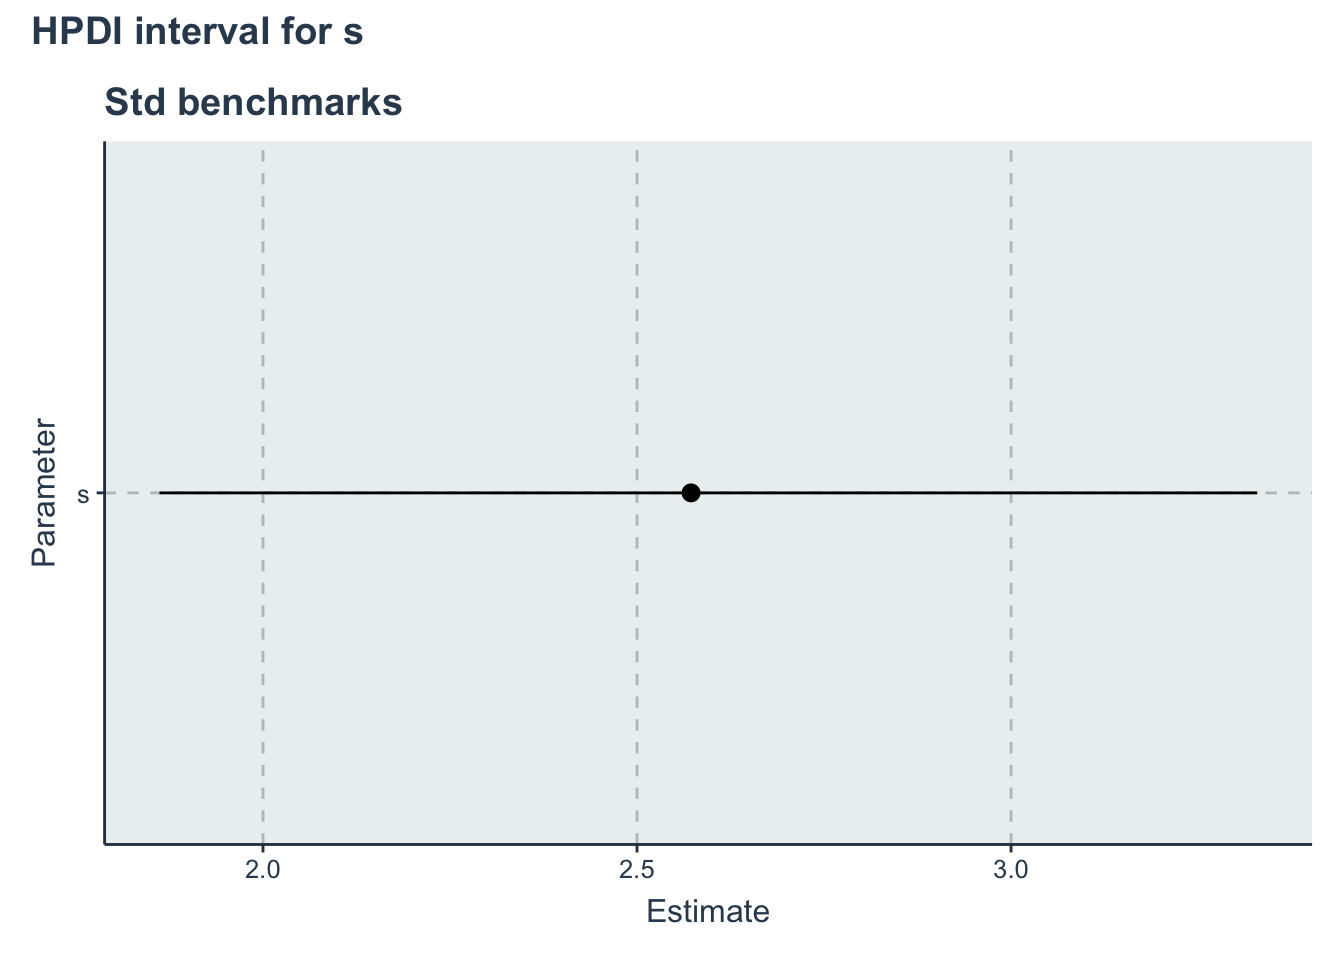 HPDI interval for s
Std benchmarks
Parameter
s
2.0 2.5 3.0
Estimate